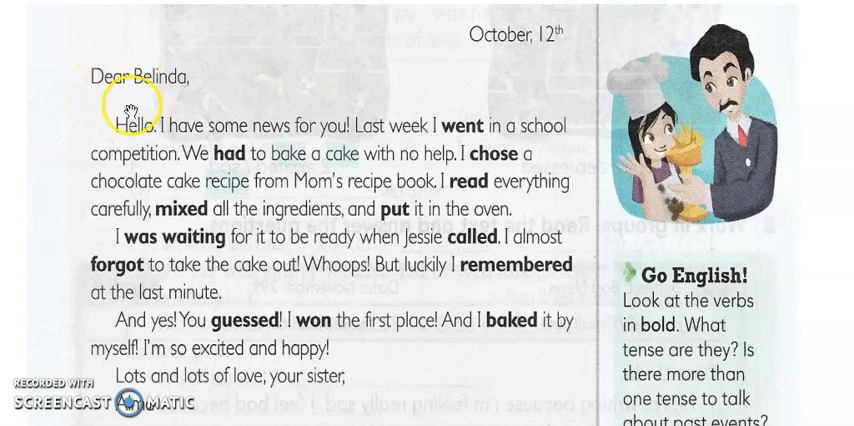 October, 12th
Dear Belinda,
Hello. I have some news for you! Last week I went in a school
competition. We had to bake a cake with no help. I chose a
chocolate cake recipe from Mom's recipe book. I read everything
carefully, mixed all the ingredients, and put it in the oven.
I was waiting for it to be ready when Jessie called. I almost
forgot to take the cake out! Whoops! But luckily I remembered
at the last minute.
And yes! You guessed! I won the first place! And I baked it by
myself! I'm so excited and happy!
Lots and lots of love, your sister,
Go English!
Look at the verbs
in bold. What
tense are they? Is
there more than
one tense to talk
about past events?
RECORDED WITH
SCREENCAST MATIC